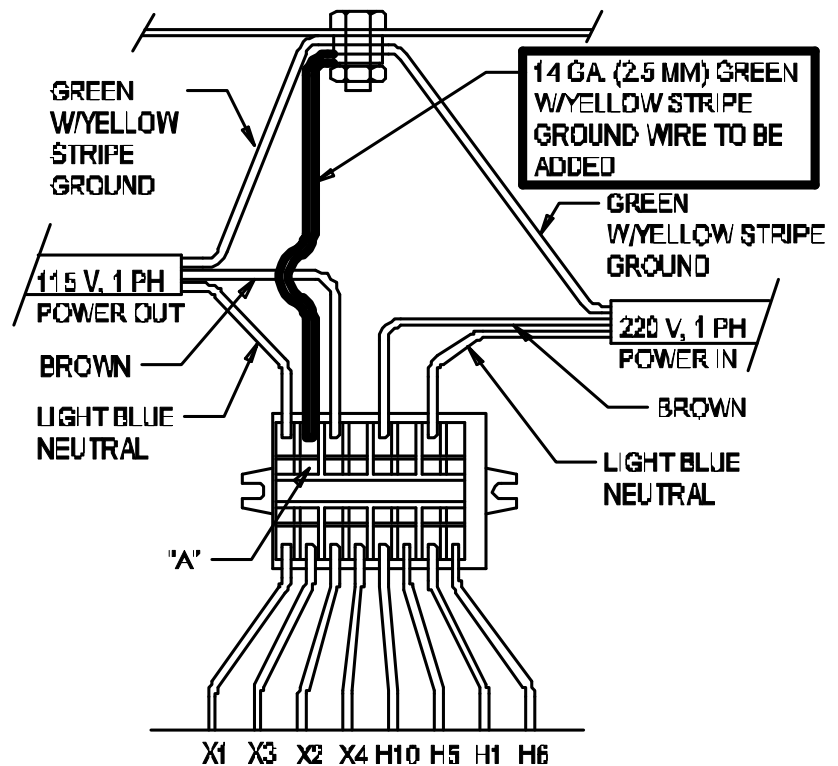 GREEN
W/YELLOW
STRIPE
GROUND
14 GA. (2.5 MM) GREEN
W/YELLOW STRIPE
GROUND WIRE TO BE
ADDED
GREEN
W/YELLOW STRIPE
GROUND
115 V, 1 PH
POWER OUT
220 V, 1 PH
POWER IN
BROWN
BROWN
LIGHT BLUE
NEUTRAL
LIGHT BLUE
NEUTRAL
"A"
X1 X3 X2 X4 H10 H5 H1 H6